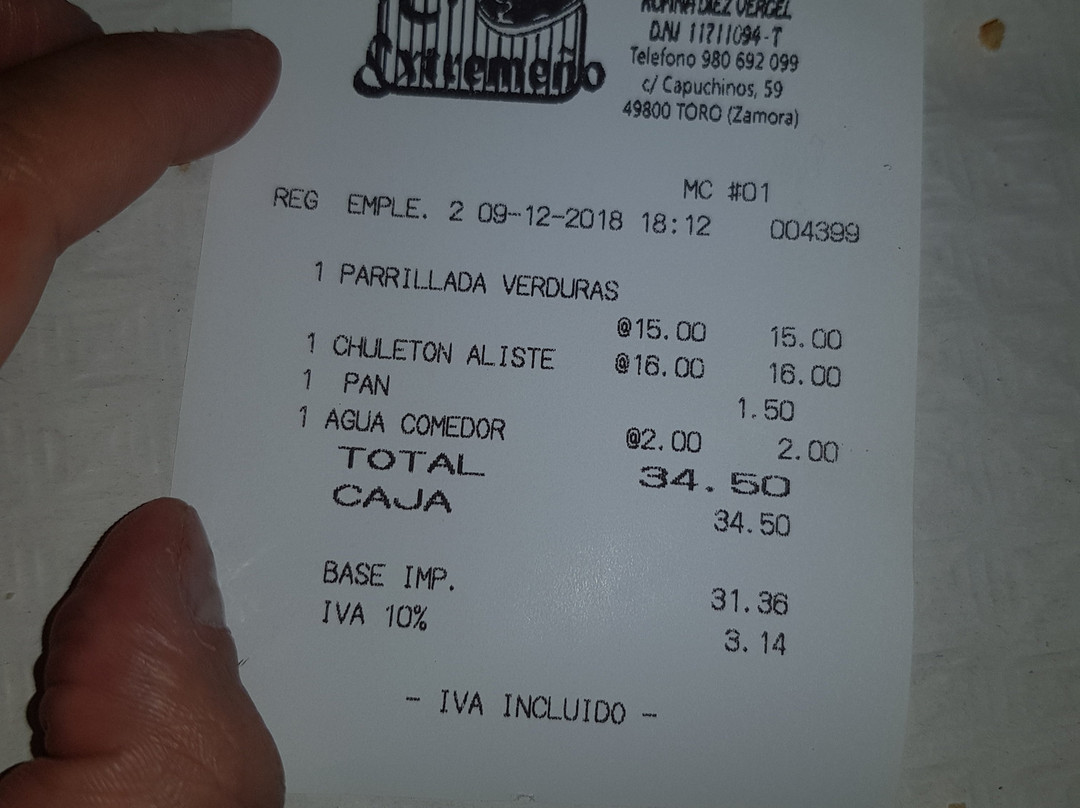 Extremeño
ROMINA DIEZ VERGEL
D.N.I 11711094-T
Telefono 980 692 099
c/ Capuchinos, 59
49800 TORO (Zamora)
MC #01
REG EMPLE. 2 09-12-2018 18:12 004399
1 PARRILLADA VERDURAS
@15.00 15.00
1 CHULETON ALISTE @16.00 16.00
1 PAN 1.50
1 AGUA COMEDOR @2.00 2.00
TOTAL 34.50
CAJA 34.50
BASE IMP. 31.36
IVA 10% 3.14
- IVA INCLUIDO -